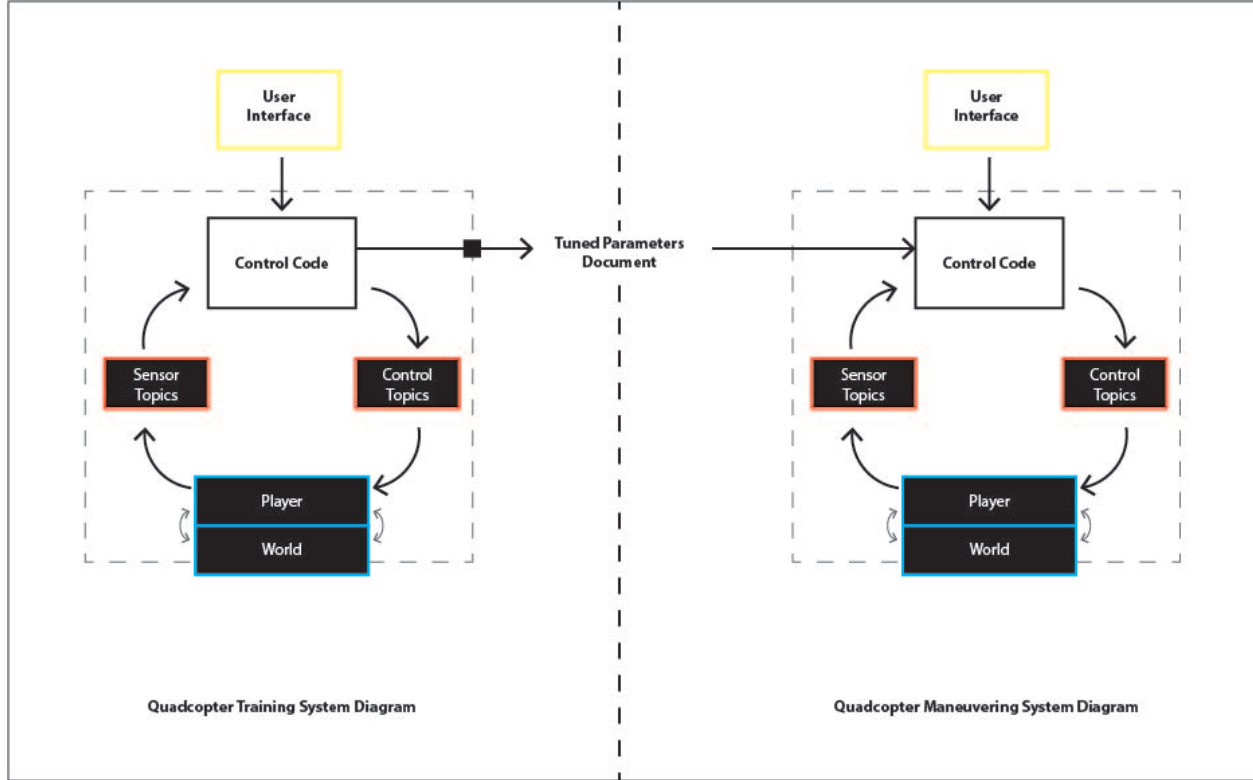 User
Interface
Control Code
Sensor
Topics
Control
Topics
Player
World
Quadcopter Training System Diagram
Tuned Parameters
Document
User
Interface
Control Code
Sensor
Topics
Control
Topics
Player
World
Quadcopter Maneuvering System Diagram